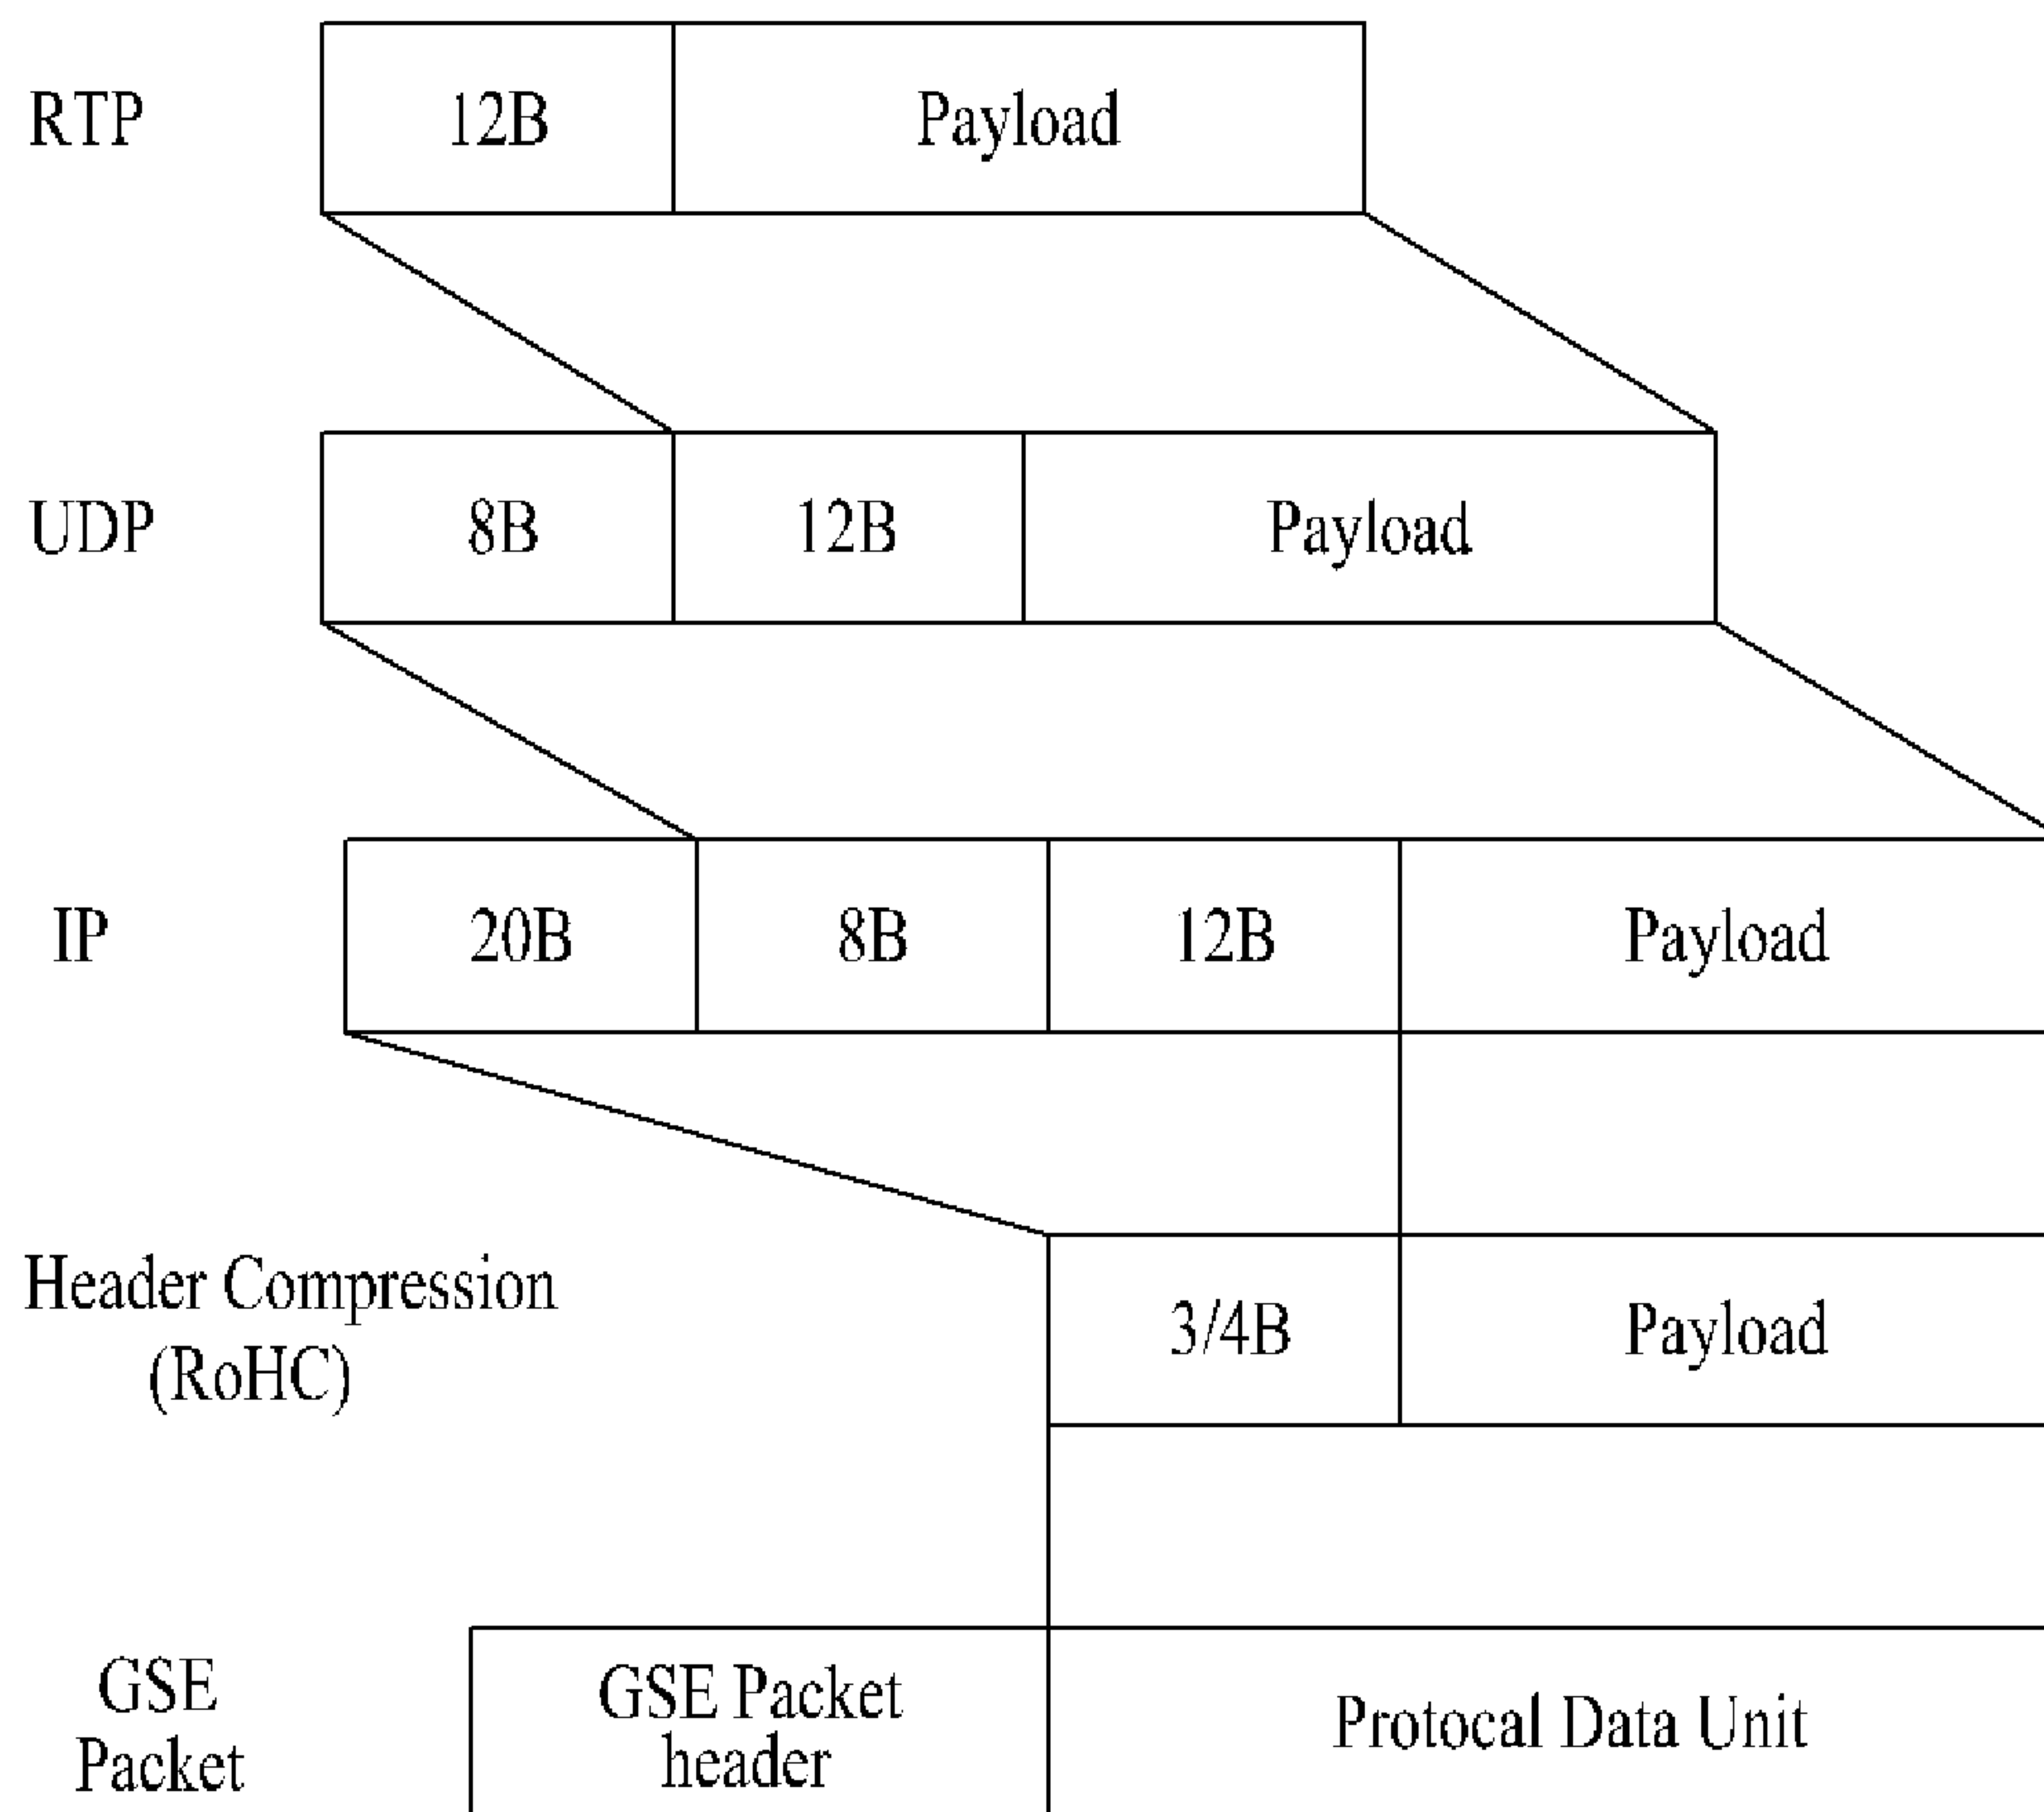 RTP 12B Payload
UDP 8B 12B Payload
IP 20B 8B 12B Payload
Header Compression
(RoHC)
3/4B Payload
GSE
Packet
GSE Packet
header
Protocal Data Unit